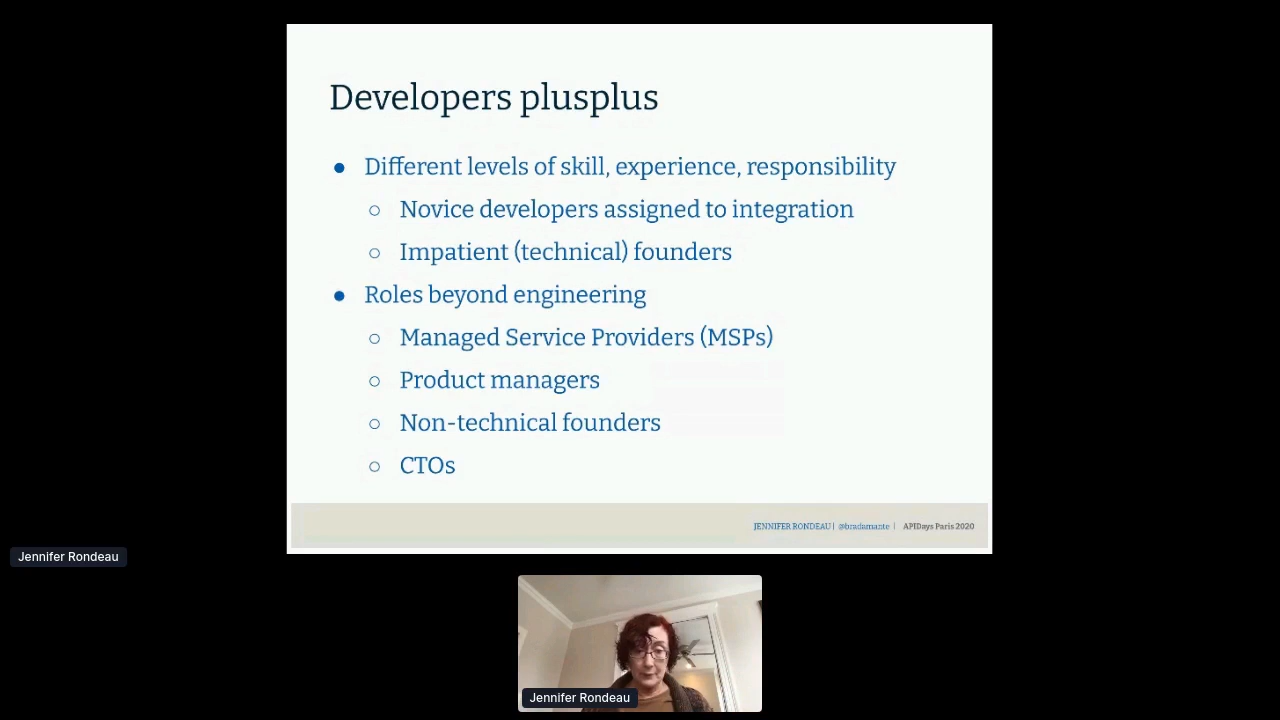 Developers plusplus
● Different levels of skill, experience, responsibility
○ Novice developers assigned to integration
○ Impatient (technical) founders
● Roles beyond engineering
○ Managed Service Providers (MSPs)
○ Product managers
○ Non-technical founders
○ CTOs
JENNIFER RONDEAU | @bradamante | APIDays Paris 2020
Jennifer Rondeau
Jennifer Rondeau